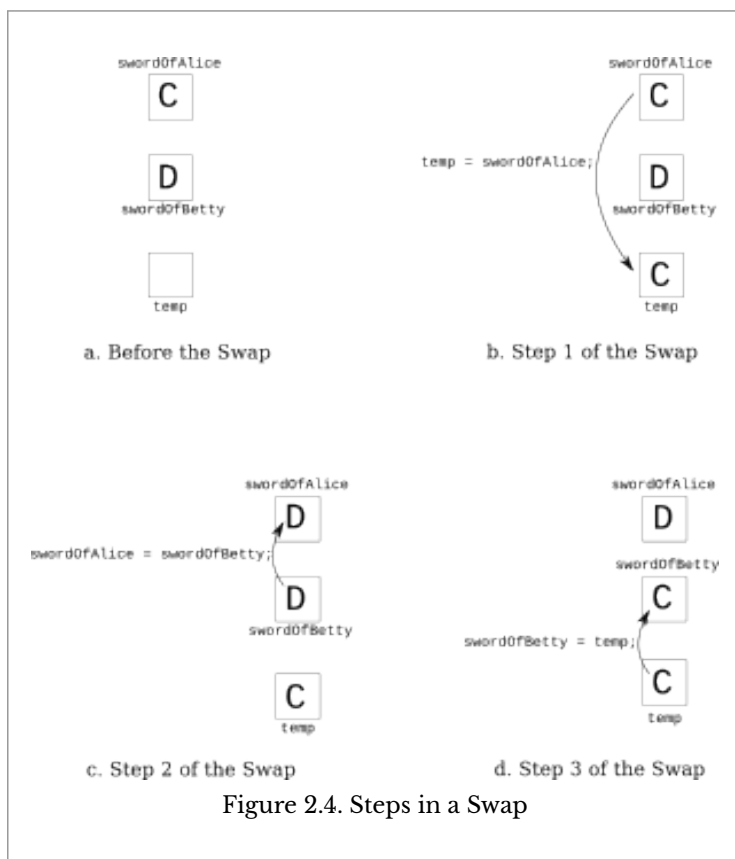 swordOfAlice
C
D
swordOfBetty
temp
a. Before the Swap
swordOfAlice
C
temp = swordOfAlice;
D
swordOfBetty
C
temp
b. Step 1 of the Swap
swordOfAlice
D
swordOfAlice = swordOfBetty;
D
swordOfBetty
C
temp
c. Step 2 of the Swap
swordOfAlice
D
swordOfBetty
C
swordOfBetty = temp;
C
temp
d. Step 3 of the Swap
Figure 2.4. Steps in a Swap